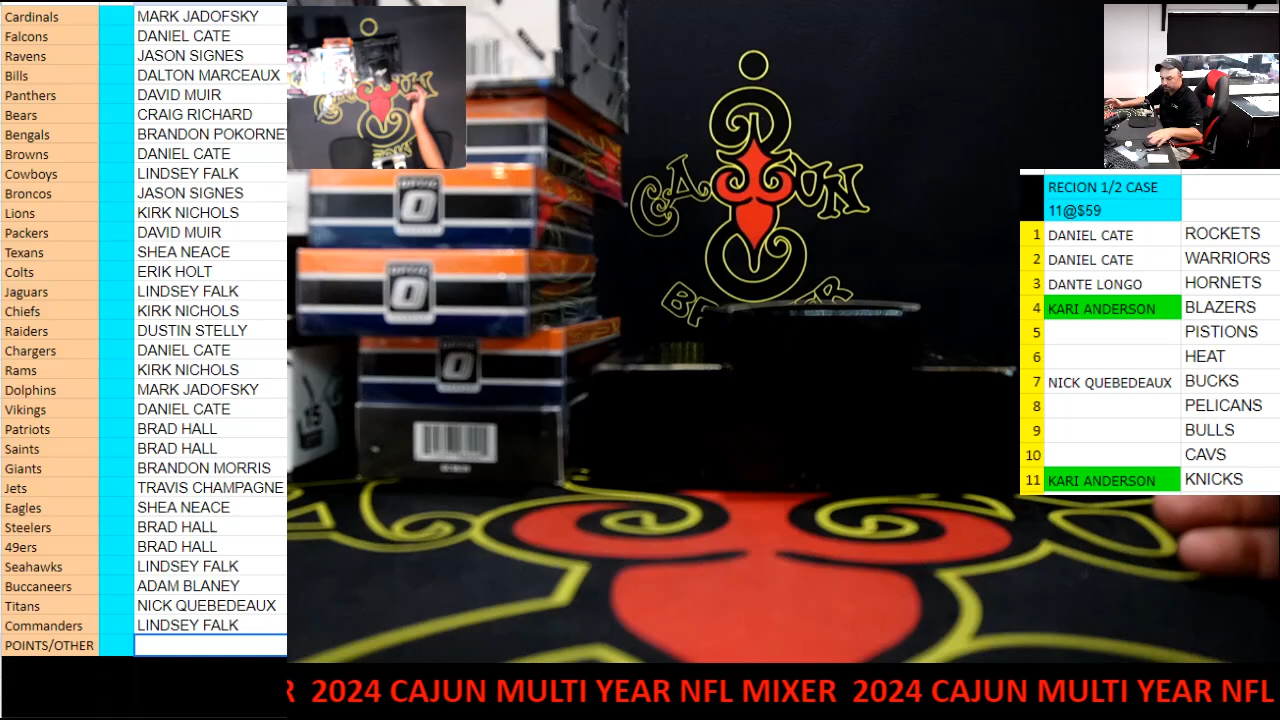 Cardinals MARK JADOFSKY
Falcons DANIEL CATE
Ravens JASON SIGNES
Bills DALTON MARCEAUX
Panthers DAVID MUIR
Bears CRAIG RICHARD
Bengals BRANDON POKORNEY
Browns DANIEL CATE
Cowboys LINDSEY FALK
Broncos JASON SIGNES
Lions KIRK NICHOLS
Packers DAVID MUIR
Texans SHEA NEACE
Colts ERIK HOLT
Jaguars LINDSEY FALK
Chiefs KIRK NICHOLS
Raiders DUSTIN STELLY
Chargers DANIEL CATE
Rams KIRK NICHOLS
Dolphins MARK JADOFSKY
Vikings DANIEL CATE
Patriots BRAD HALL
Saints BRAD HALL
Giants BRANDON MORRIS
Jets TRAVIS CHAMPAGNE
Eagles SHEA NEACE
Steelers BRAD HALL
49ers BRAD HALL
Seahawks LINDSEY FALK
Buccaneers ADAM BLANEY
Titans NICK QUEBEDEAUX
Commanders LINDSEY FALK
POINTS/OTHER
CAJUN
RECION 1/2 CASE
11@$59
1 DANIEL CATE ROCKETS
2 DANIEL CATE WARRIORS
3 DANTE LONGO HORNETS
4 KARI ANDERSON BLAZERS
5 PISTIONS
6 HEAT
7 NICK QUEBEDEAUX BUCKS
8 PELICANS
9 BULLS
10 CAVS
11 KARI ANDERSON KNICKS
R 2024 CAJUN MULTI YEAR NFL MIXER 2024 CAJUN MULTI YEAR NFL